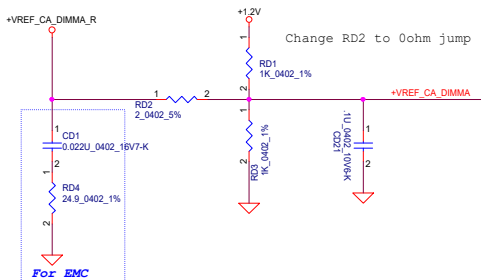 +VREF_CA_DIMMA_R
+1.2V
Change RD2 to 0ohm jump
1
RD1
1K_0402_1%
2
+VREF_CA_DIMMA
1
2
RD2
2_0402_5%
1
CD1
0.022U_0402_16V7-K
2
1
RD4
24.9_0402_1%
2
1
RD3
1K_0402_1%
2
1
.1U_0402_10V6-K
CD21
2
For EMC